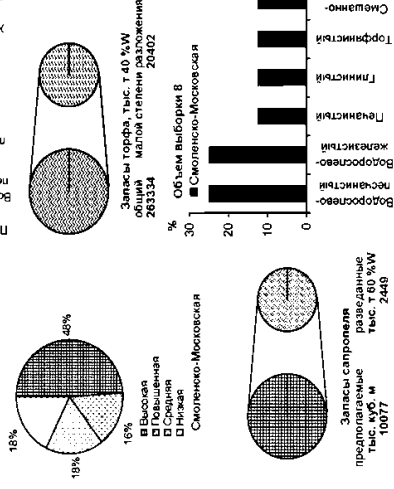 Запасы торфа, тыс. т 40 %W
общий малой степени разложения
263334 20402
Объем выборки 8
Смоленско-Московская
%
30
20
10
0
Водорослево-
песчанистый
Водорослево-
железистый
Печанистый
Глинистый
Торфянистый
Смешанно-
48%
16%
18%
18%
Высокая
Повышенная
Средняя
Низкая
Смоленско-Московская
Запасы сапропеля
предполагаемые разведанные
тыс. куб. м тыс. т 60 %W
10077 2449